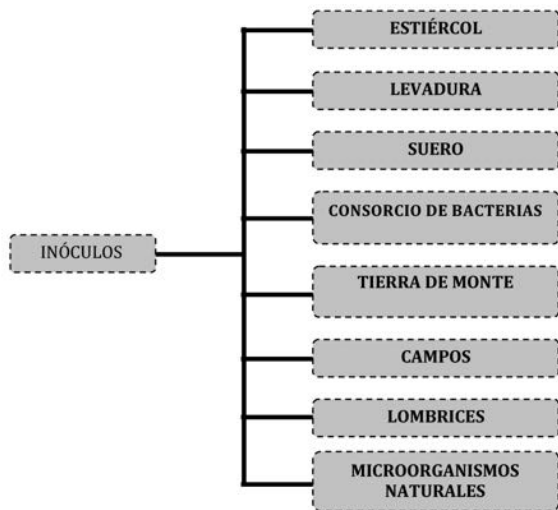 ESTIÉRCOL
LEVADURA
SUERO
CONSORCIO DE BACTERIAS
INÓCULOS
TIERRA DE MONTE
CAMPOS
LOMBRICES
MICROORGANISMOS
NATURALES